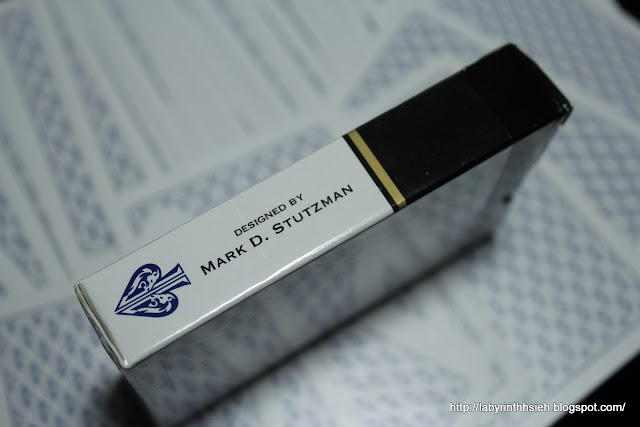 DESIGNED BY
MARK D. STUTZMAN
http://labyrinthhsieh.blogspot.com/